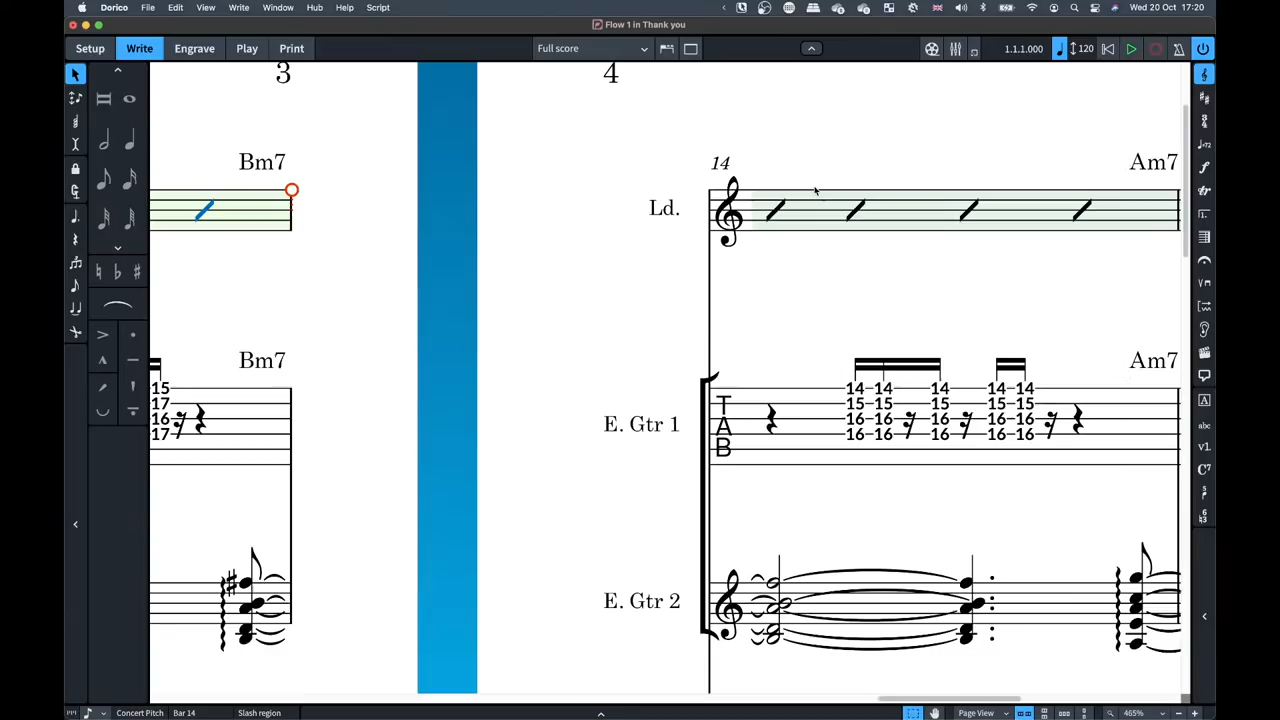 Dorico File Edit View Write Window Hub Help Script Wed 20 Oct 17:20
Flow 1 in Thank you
Setup Write Engrave Play Print Full score 1.1.1.000 120
3 4
Bm7 14 Am7
Ld.
Bm7 Am7
15 14 14 14 14 14
17 15 15 15 15 15
E. Gtr 1 T
16 A 16 16 16 16 16
17 B 16 16 16 16 16
E. Gtr 2
A
abc
v1.
C7
6
Concert Pitch Bar 14 Slash region Page View 465%